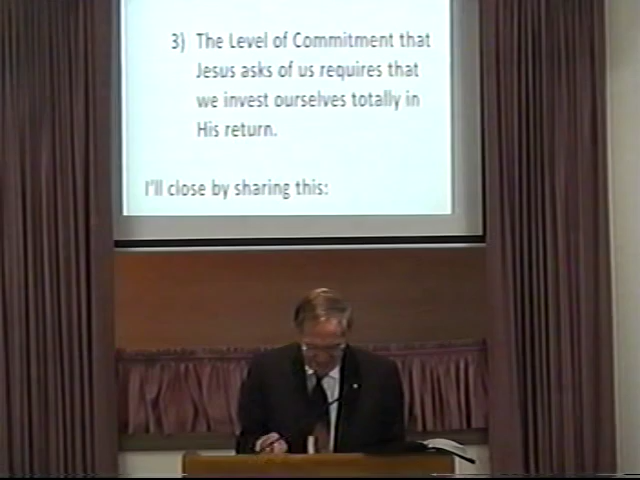 3) The Level of Commitment that
Jesus asks of us requires that
we invest ourselves totally in
His return.
I'll close by sharing this: